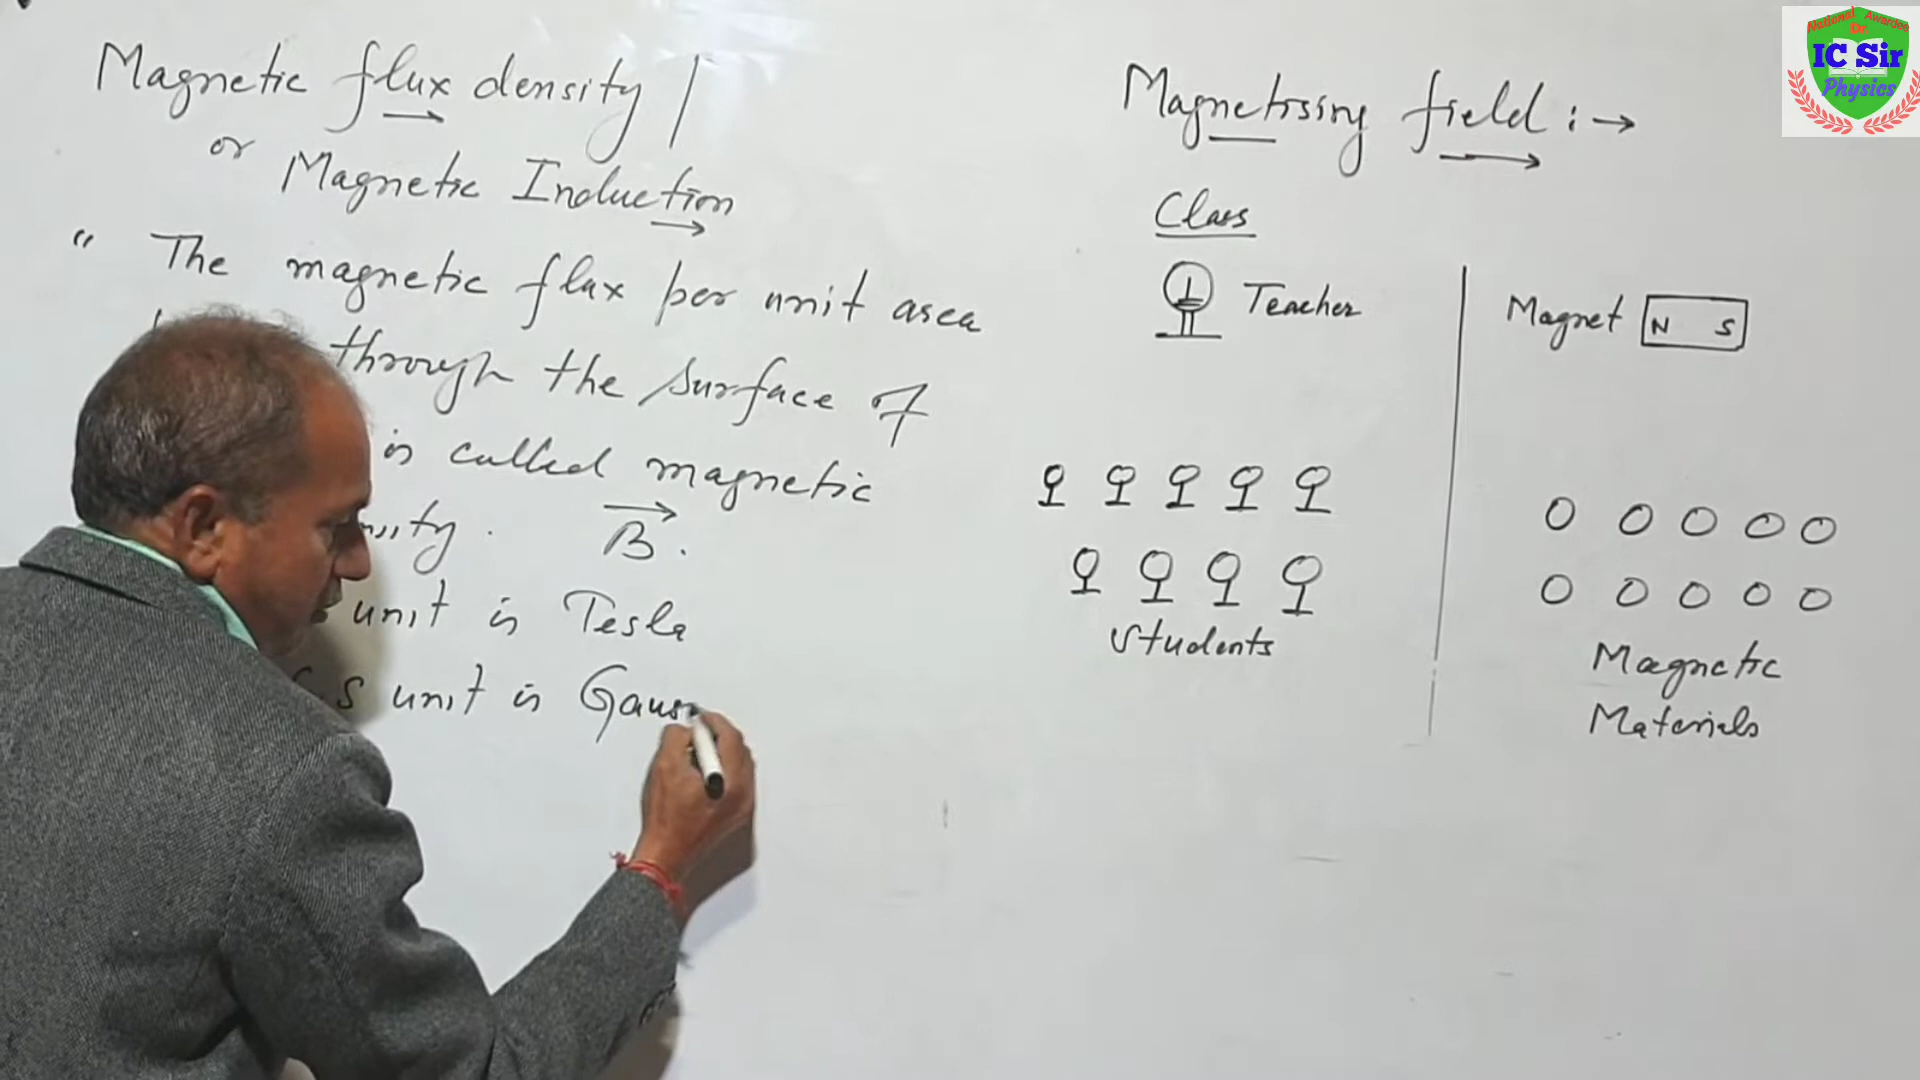 Magnetic flux density
or Magnetic Induction
" The magnetic flux per unit area
through the surface of
is called magnetic
B.
unit is Tesla
S unit is Gauss
Magnetising field :→
Class
Teacher
Students
Magnet N S
Magnetic
Materials
National Awardee
Dr.
IC Sir
Physics